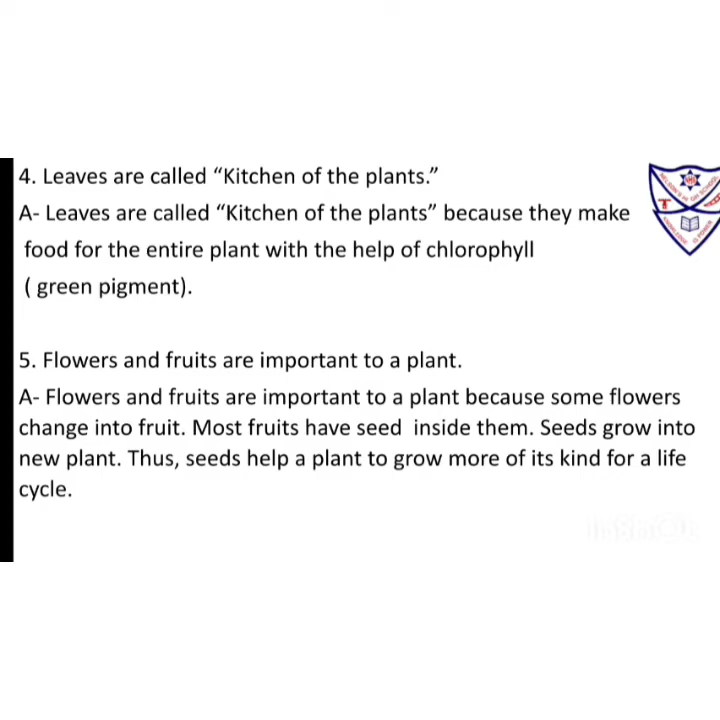 4. Leaves are called “Kitchen of the plants.”
A- Leaves are called “Kitchen of the plants” because they make
food for the entire plant with the help of chlorophyll
( green pigment).
5. Flowers and fruits are important to a plant.
A- Flowers and fruits are important to a plant because some flowers
change into fruit. Most fruits have seed  inside them. Seeds grow into
new plant. Thus, seeds help a plant to grow more of its kind for a life
cycle.